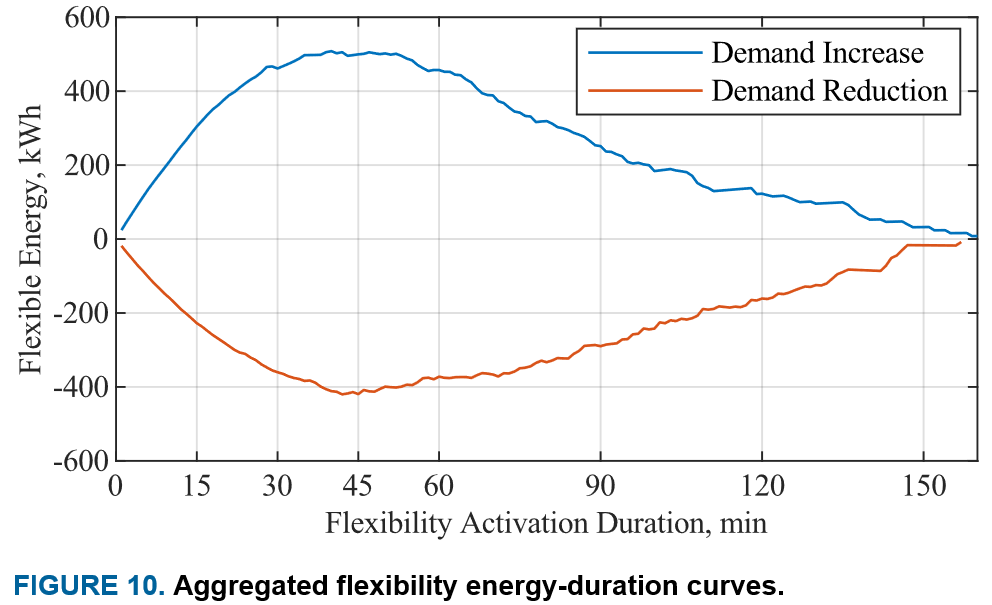 600
400
200
0
-200
-400
-600
Flexible Energy, kWh
Demand Increase
Demand Reduction
0 15 30 45 60 90 120 150
Flexibility Activation Duration, min
FIGURE 10. Aggregated flexibility energy-duration curves.